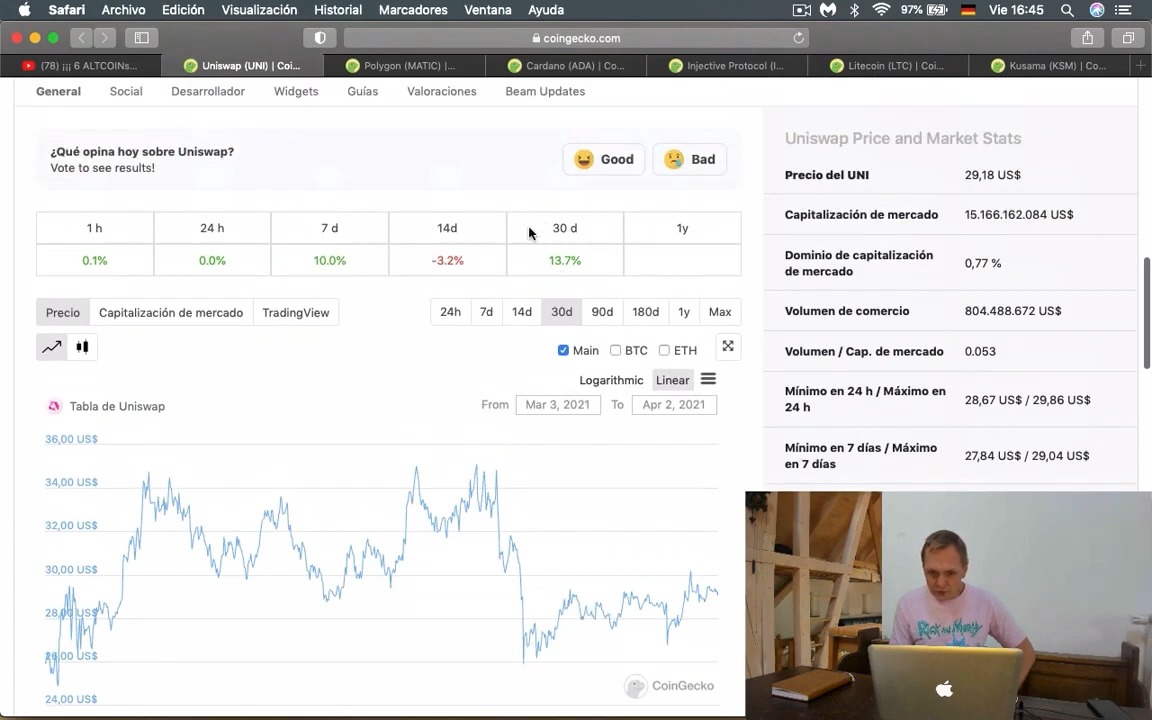 Safari Archivo Edición Visualización Historial Marcadores Ventana Ayuda 97% Vie 16:45
coingecko.com
(78) ¡¡¡ 6 ALTCOINs... Uniswap (UNI) | Coi... Polygon (MATIC) |... Cardano (ADA) | Co... Injective Protocol (I... Litecoin (LTC) | Coi... Kusama (KSM) | Co...
General Social Desarrollador Widgets Guías Valoraciones Beam Updates
¿Qué opina hoy sobre Uniswap?
Vote to see results!
Good Bad
1 h 24 h 7 d 14d 30 d 1y
0.1% 0.0% 10.0% -3.2% 13.7%
Precio Capitalización de mercado TradingView
24h 7d 14d 30d 90d 180d 1y Max
Main BTC ETH
Logarithmic Linear
Tabla de Uniswap
From Mar 3, 2021 To Apr 2, 2021
36,00 US$
34,00 US$
32,00 US$
30,00 US$
28,00 US$
26,00 US$
24,00 US$
CoinGecko
Uniswap Price and Market Stats
Precio del UNI 29,18 US$
Capitalización de mercado 15.166.162.084 US$
Dominio de capitalización
de mercado 0,77 %
Volumen de comercio 804.488.672 US$
Volumen / Cap. de mercado 0.053
Mínimo en 24 h / Máximo en
24 h 28,67 US$ / 29,86 US$
Mínimo en 7 días / Máximo
en 7 días 27,84 US$ / 29,04 US$
Rick and Morty